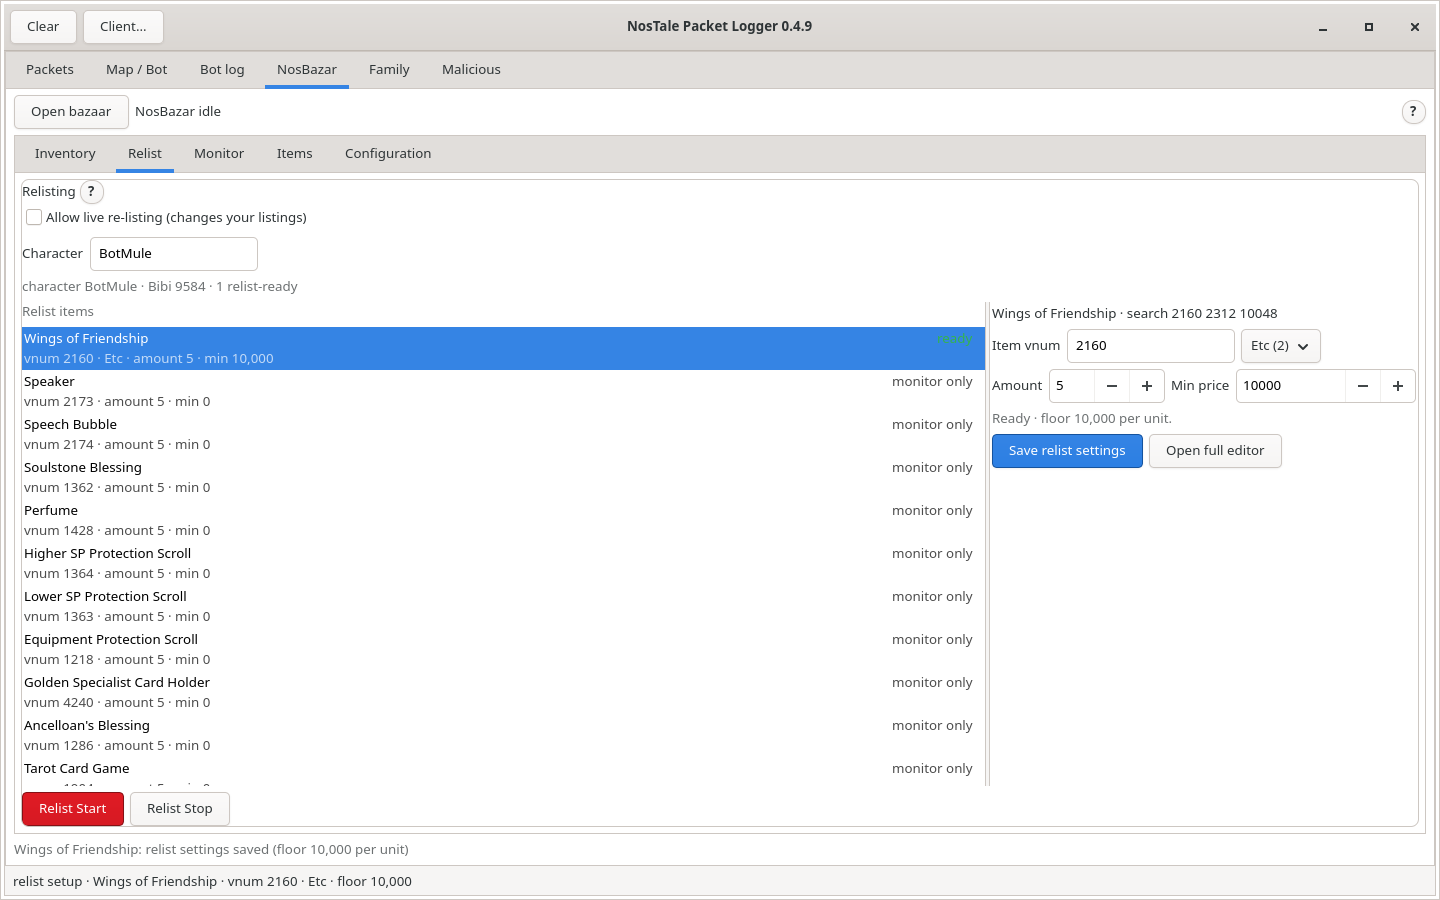 Clear Client... NosTale Packet Logger 0.4.9
Packets Map / Bot Bot log NosBazar Family Malicious
Open bazaar NosBazar idle ?
Inventory Relist Monitor Items Configuration
Relisting ?
Allow live re-listing (changes your listings)
Character BotMule
character BotMule · Bibi 9584 · 1 relist-ready
Relist items
Wings of Friendship ready
vnum 2160 · Etc · amount 5 · min 10,000
Speaker monitor only
vnum 2173 · amount 5 · min 0
Speech Bubble monitor only
vnum 2174 · amount 5 · min 0
Soulstone Blessing monitor only
vnum 1362 · amount 5 · min 0
Perfume monitor only
vnum 1428 · amount 5 · min 0
Higher SP Protection Scroll monitor only
vnum 1364 · amount 5 · min 0
Lower SP Protection Scroll monitor only
vnum 1363 · amount 5 · min 0
Equipment Protection Scroll monitor only
vnum 1218 · amount 5 · min 0
Golden Specialist Card Holder monitor only
vnum 4240 · amount 5 · min 0
Ancelloan's Blessing monitor only
vnum 1286 · amount 5 · min 0
Tarot Card Game monitor only
Wings of Friendship · search 2160 2312 10048
Item vnum 2160 Etc (2)
Amount 5 Min price 10000
Ready · floor 10,000 per unit.
Save relist settings Open full editor
Relist Start Relist Stop
Wings of Friendship: relist settings saved (floor 10,000 per unit)
relist setup · Wings of Friendship · vnum 2160 · Etc · floor 10,000